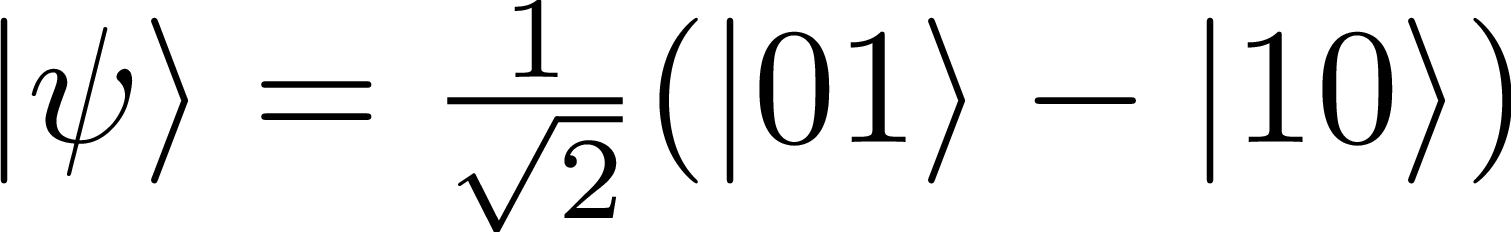 |ψ⟩ = 1/√2 (|01⟩ − |10⟩)